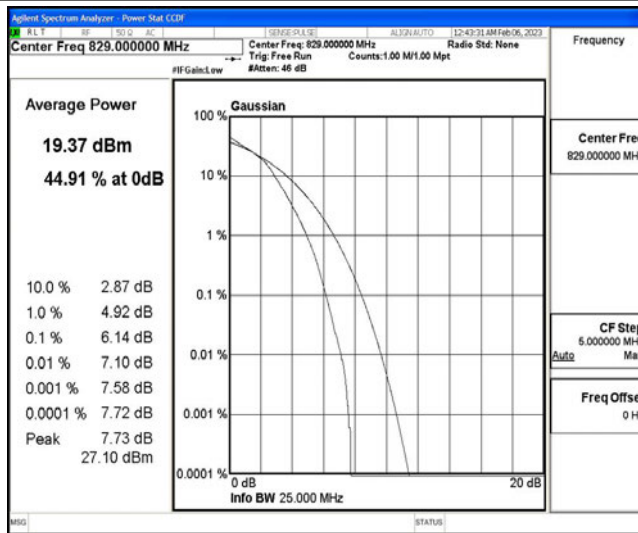 Agilent Spectrum Analyzer - Power Stat CCDF
R L T RF 50 Ω AC SENSE:PULSE ALIGN AUTO 12:43:31 AM Feb 06, 2023
Center Freq 829.000000 MHz
Center Freq: 829.000000 MHz Radio Std: None
Trig: Free Run Counts:1.00 M/1.00 Mpt
#IFGain:Low #Atten: 46 dB
Frequency
Average Power
19.37 dBm
44.91 % at 0dB
10.0 % 2.87 dB
1.0 % 4.92 dB
0.1 % 6.14 dB
0.01 % 7.10 dB
0.001 % 7.58 dB
0.0001 % 7.72 dB
Peak 7.73 dB
27.10 dBm
Gaussian
100 %
10 %
1 %
0.1 %
0.01 %
0.001 %
0.0001 %
0 dB 20 dB
Info BW 25.000 MHz
Center Fre
829.000000 MH
CF Step
5.000000 MH
Auto Ma
Freq Offse
0 H
MSG STATUS